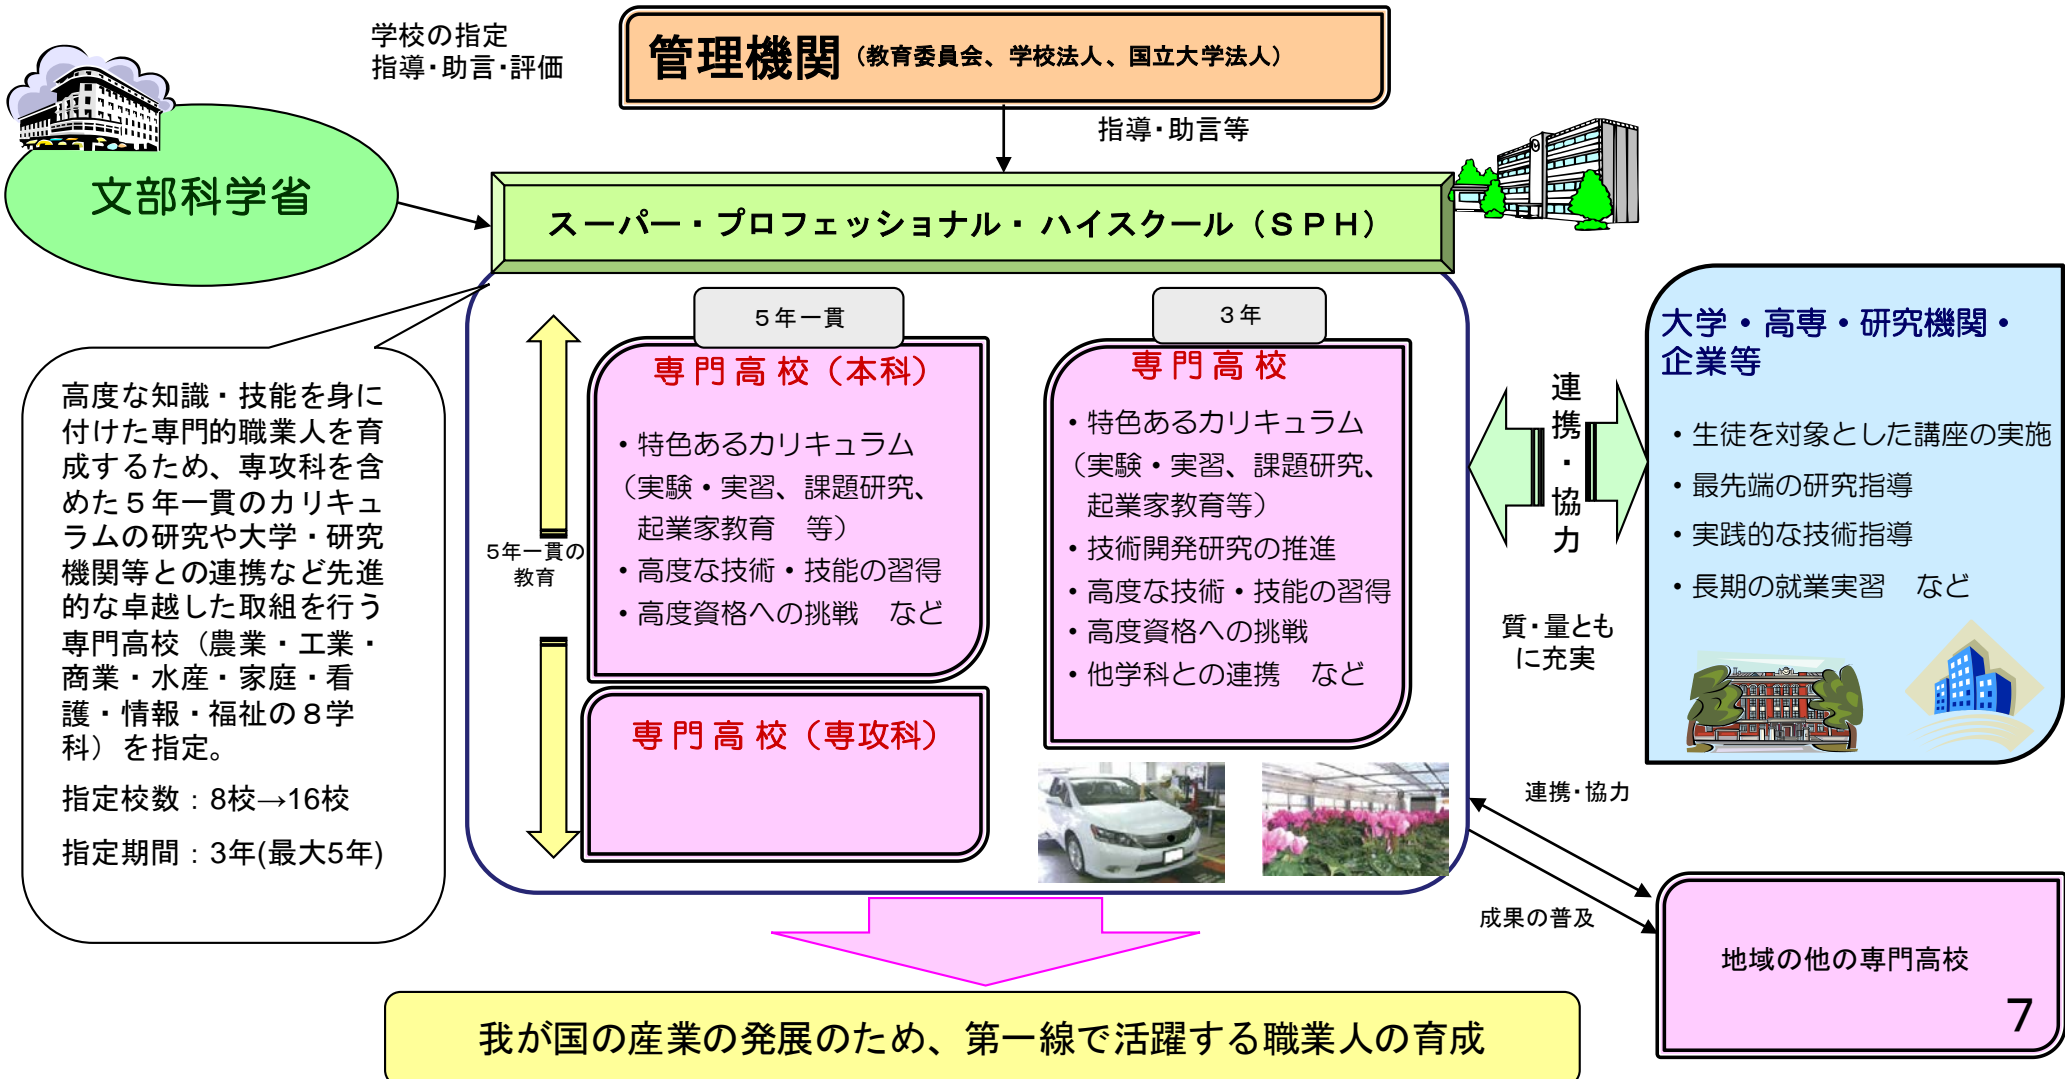 学校の指定
指導・助言・評価
管理機関（教育委員会、学校法人、国立大学法人）
指導・助言等
文部科学省
スーパー・プロフェッショナル・ハイスクール（ＳＰＨ）
高度な知識・技能を身に
付けた専門的職業人を育
成するため、専攻科を含
めた５年一貫のカリキュ
ラムの研究や大学・研究
機関等との連携など先進
的な卓越した取組を行う
専門高校（農業・工業・
商業・水産・家庭・看
護・情報・福祉の８学
科）を指定。
指定校数：8校→16校
指定期間：3年(最大5年)
５年一貫の
教育
５年一貫
専門高校（本科）
・特色あるカリキュラム
（実験・実習、課題研究、
起業家教育　等）
・高度な技術・技能の習得
・高度資格への挑戦　など
専門高校（専攻科）
３年
専門高校
・特色あるカリキュラム
（実験・実習、課題研究、
起業家教育等）
・技術開発研究の推進
・高度な技術・技能の習得
・高度資格への挑戦
・他学科との連携　など
連携・協力
質・量とも
に充実
大学・高専・研究機関・
企業等
・生徒を対象とした講座の実施
・最先端の研究指導
・実践的な技術指導
・長期の就業実習　など
連携・協力
成果の普及
地域の他の専門高校
7
我が国の産業の発展のため、第一線で活躍する職業人の育成